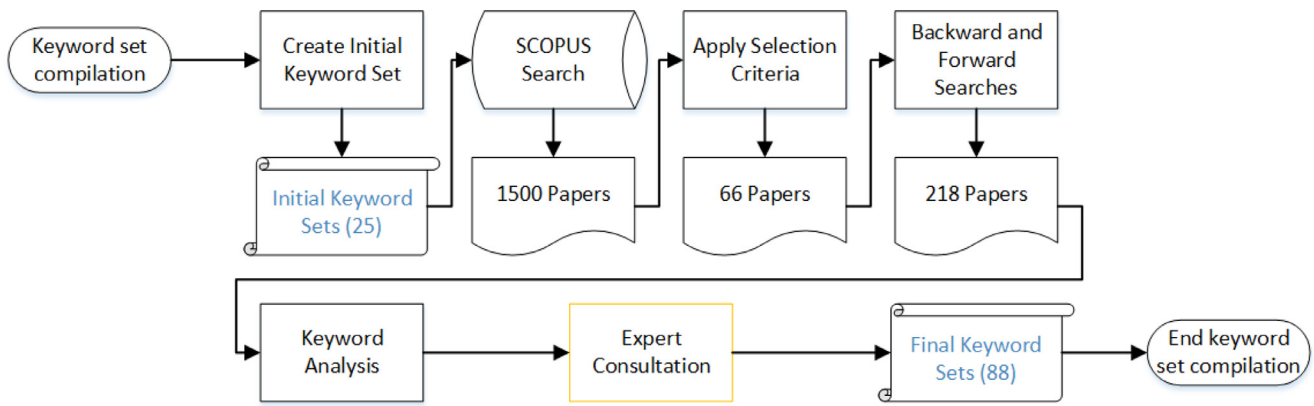 Keyword set
compilation
Create Initial
Keyword Set
SCOPUS
Search
Apply Selection
Criteria
Backward and
Forward
Searches
Initial Keyword
Sets (25)
1500 Papers
66 Papers
218 Papers
Keyword
Analysis
Expert
Consultation
Final Keyword
Sets (88)
End keyword
set compilation